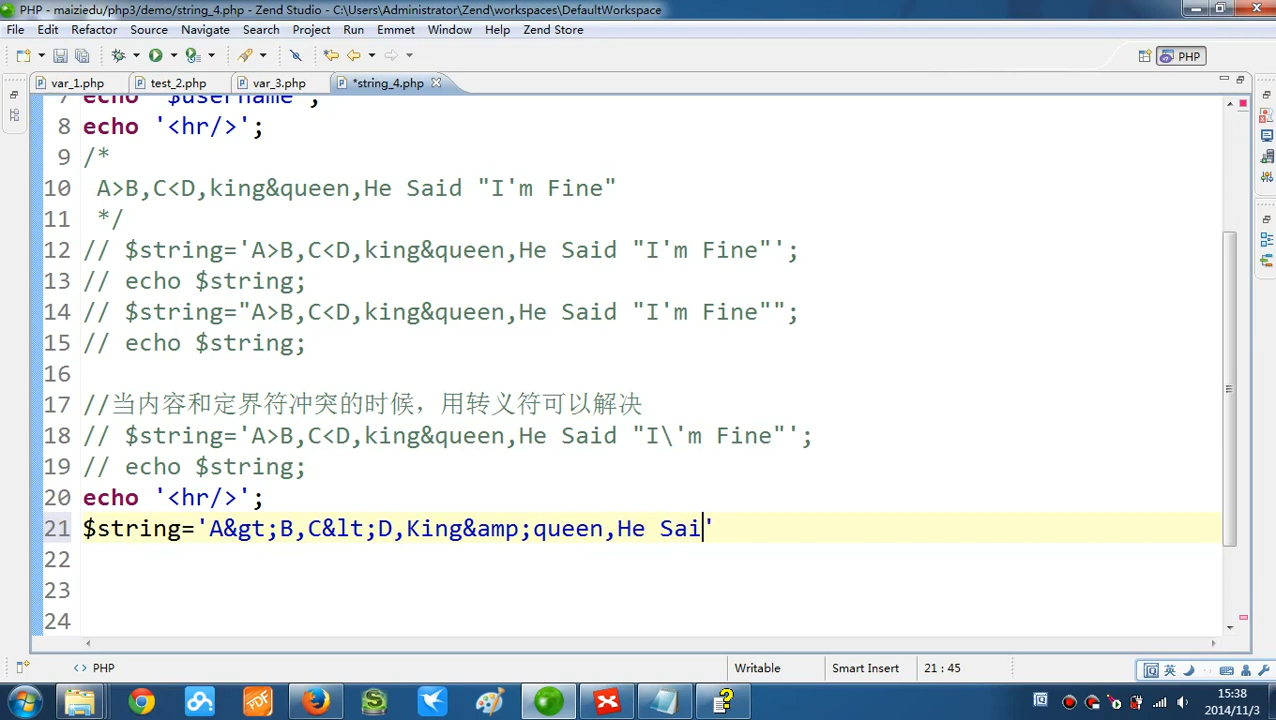 PHP - maiziedu/php3/demo/string_4.php - Zend Studio - C:\Users\Administrator\Zend\workspaces\DefaultWorkspace
File Edit Refactor Source Navigate Search Project Run Emmet Window Help Zend Store
PHP
var_1.php test_2.php var_3.php *string_4.php
7 echo '$username';
8 echo '<hr/>';
9 /*
10 A>B,C<D,king&queen,He Said "I'm Fine"
11 */
12 // $string='A>B,C<D,king&queen,He Said "I'm Fine"';
13 // echo $string;
14 // $string="A>B,C<D,king&queen,He Said "I'm Fine"";
15 // echo $string;
16
17 //当内容和定界符冲突的时候，用转义符可以解决
18 // $string='A>B,C<D,king&queen,He Said "I\'m Fine"';
19 // echo $string;
20 echo '<hr/>';
21 $string='A&gt;B,C&lt;D,King&amp;queen,He Sai'
22
23
24
<> PHP Writable Smart Insert 21 : 45
英
PDF
15:38
2014/11/3